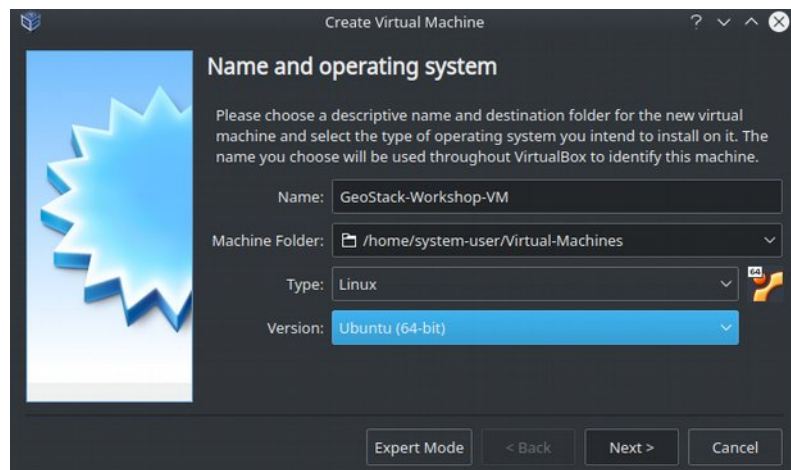 Create Virtual Machine ?
Name and operating system
Please choose a descriptive name and destination folder for the new virtual
machine and select the type of operating system you intend to install on it. The
name you choose will be used throughout VirtualBox to identify this machine.
Name: GeoStack-Workshop-VM
Machine Folder: /home/system-user/Virtual-Machines
Type: Linux 64
Version: Ubuntu (64-bit)
Expert Mode < Back Next > Cancel